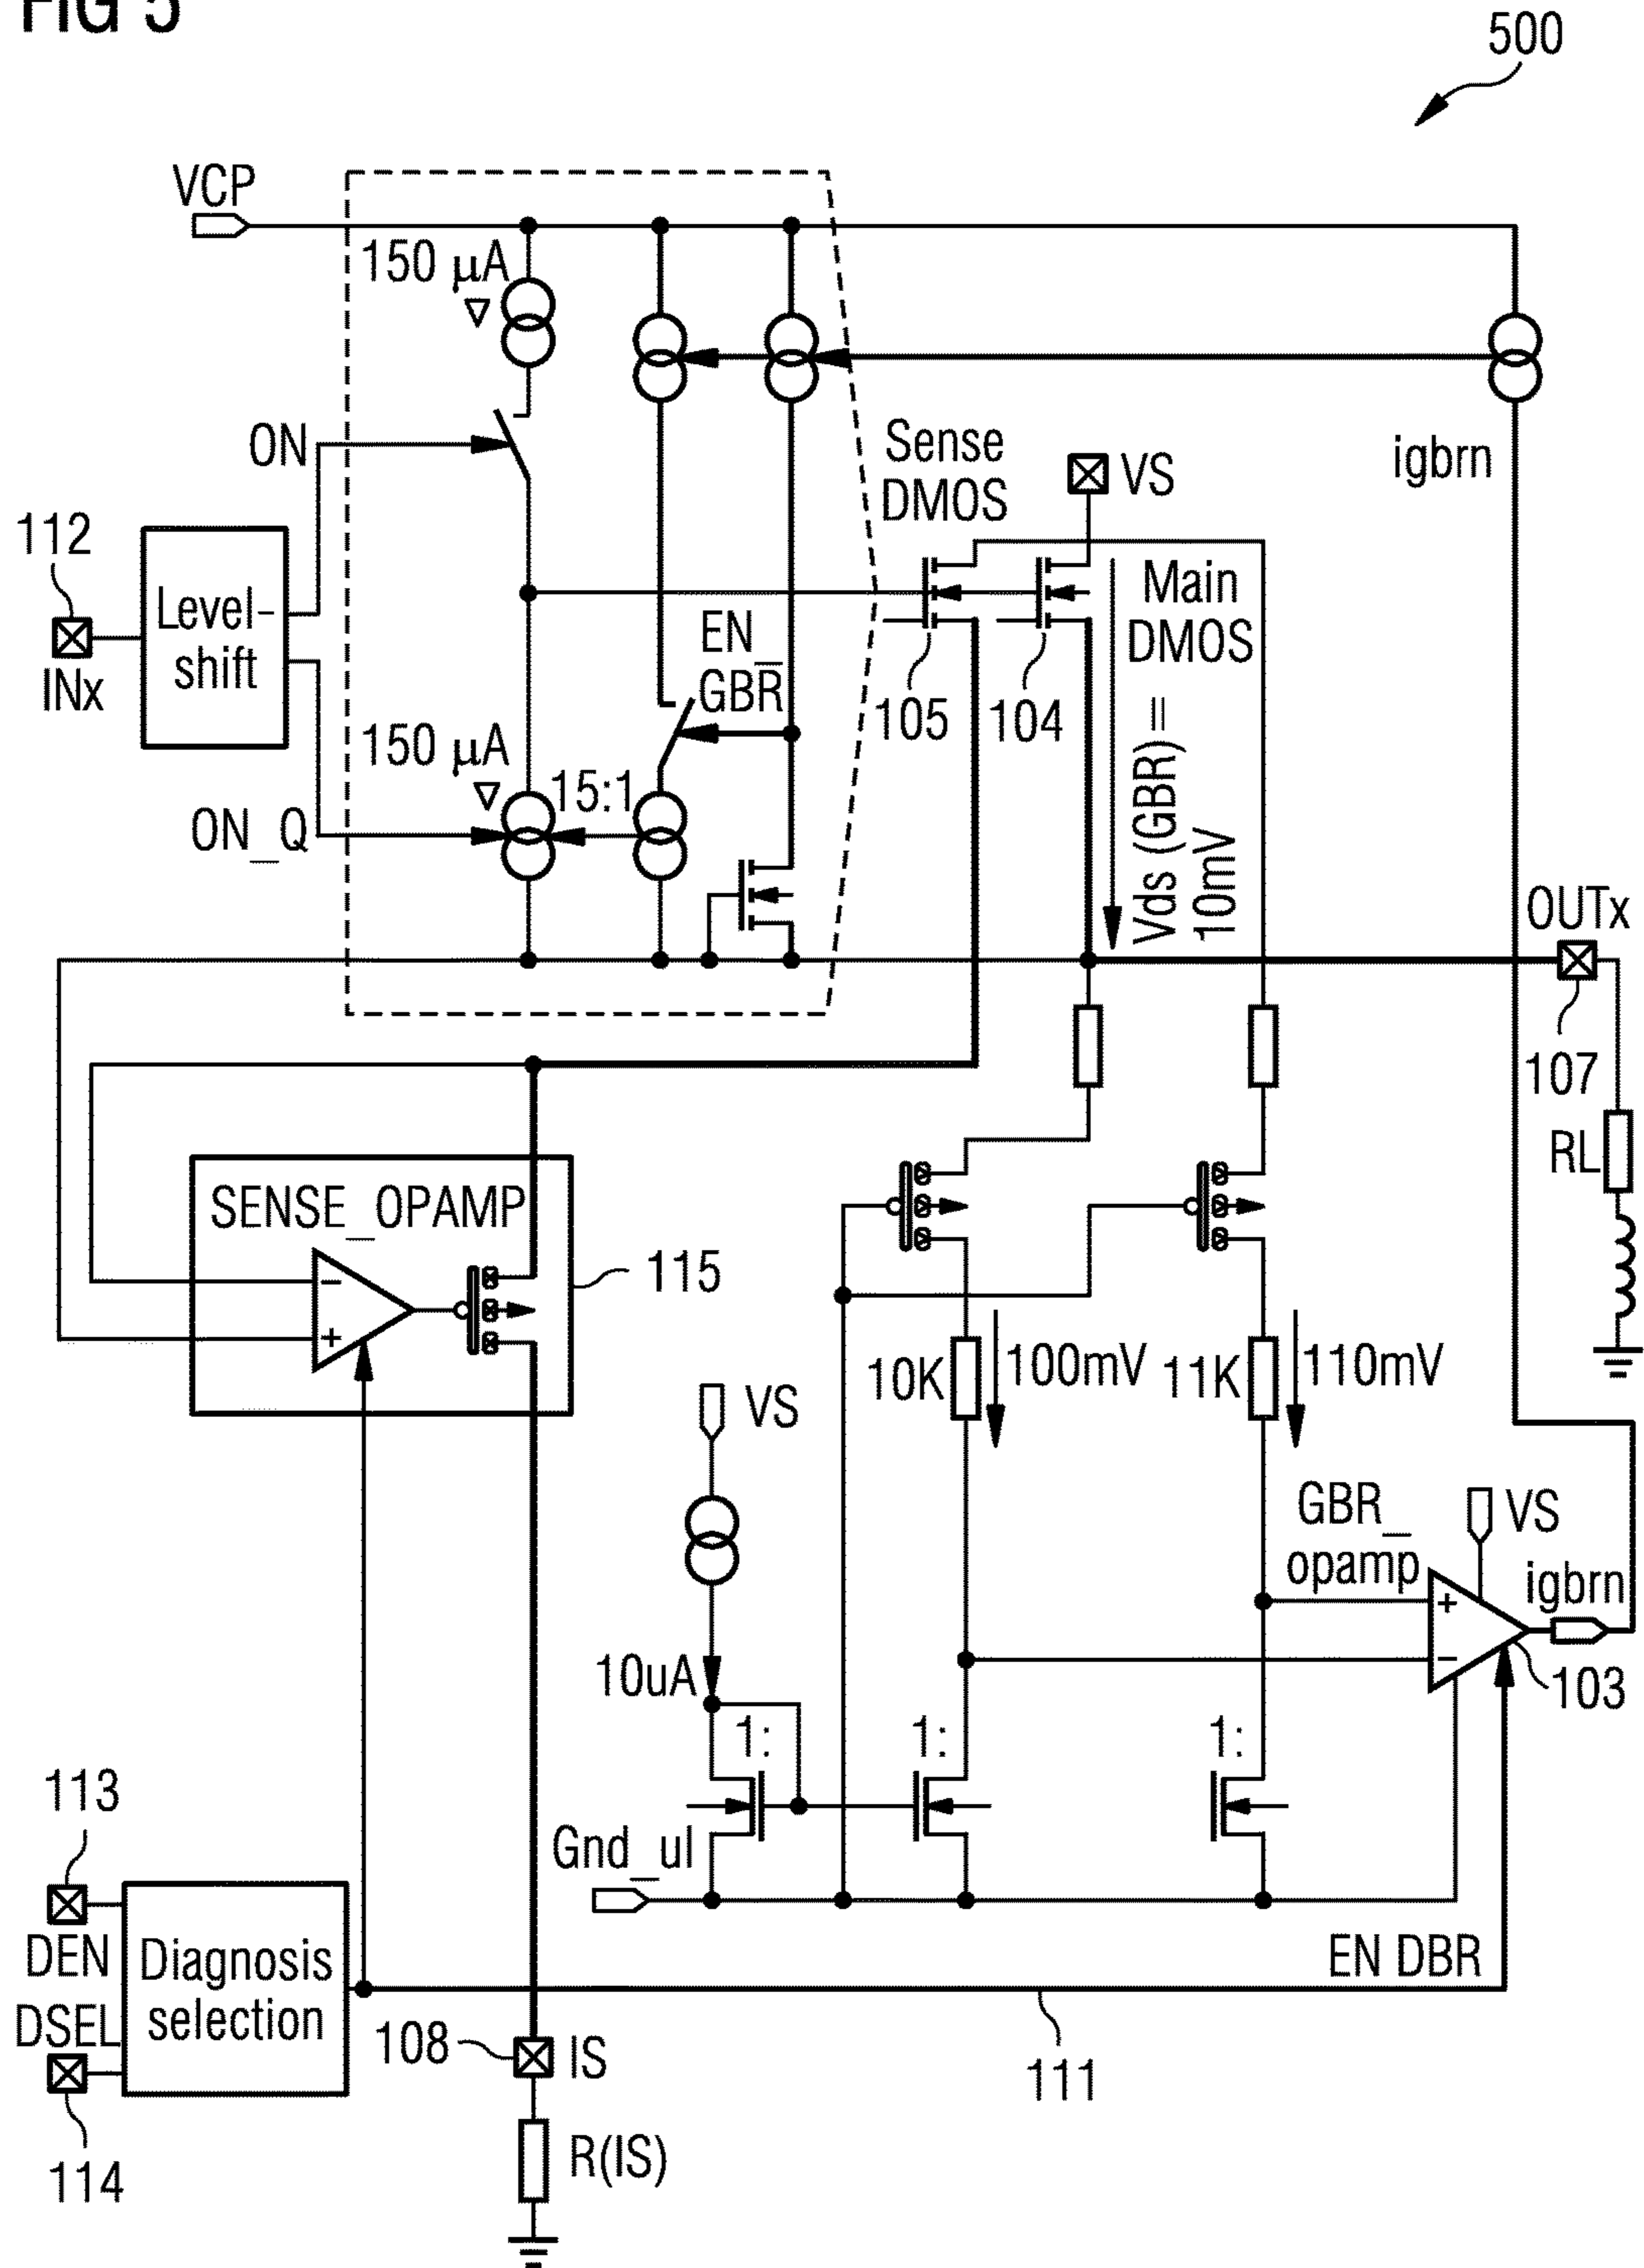 FIG 5
500
VCP
150 µA
ON
Sense
DMOS
VS
igbrn
112
Level-
shift
INx
EN
GBR̅
Main
DMOS
105
104
150 µA
15:1
ON_Q
Vds (GBR) =
10mV
OUTx
107
RL
SENSE_OPAMP
115
−
+
10K
100mV
11K
110mV
VS
GBR_
opamp
VS
igbrn
+
−
103
10uA
1:
1:
1:
113
Gnd_ul
DEN
DSEL
Diagnosis
selection
EN DBR
108
IS
111
114
R(IS)